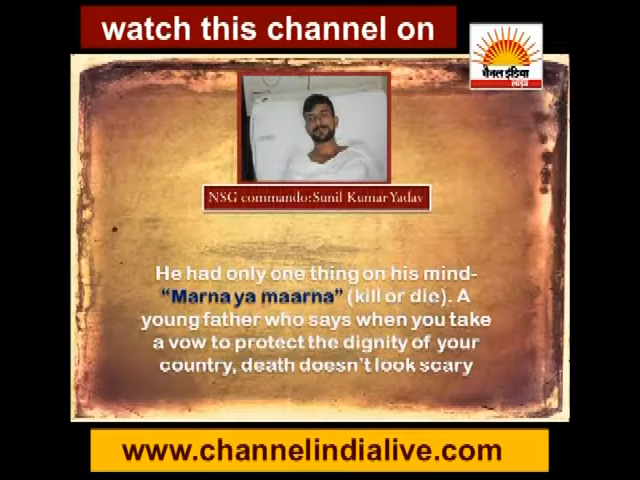 watch this channel on
चैनल इंडिया
लाइव
NSG commando:Sunil Kumar Yadav
He had only one thing on his mind-
“Marna ya maarna” (kill or die). A
young father who says when you take
a vow to protect the dignity of your
country, death doesn't look scary
www.channelindialive.com